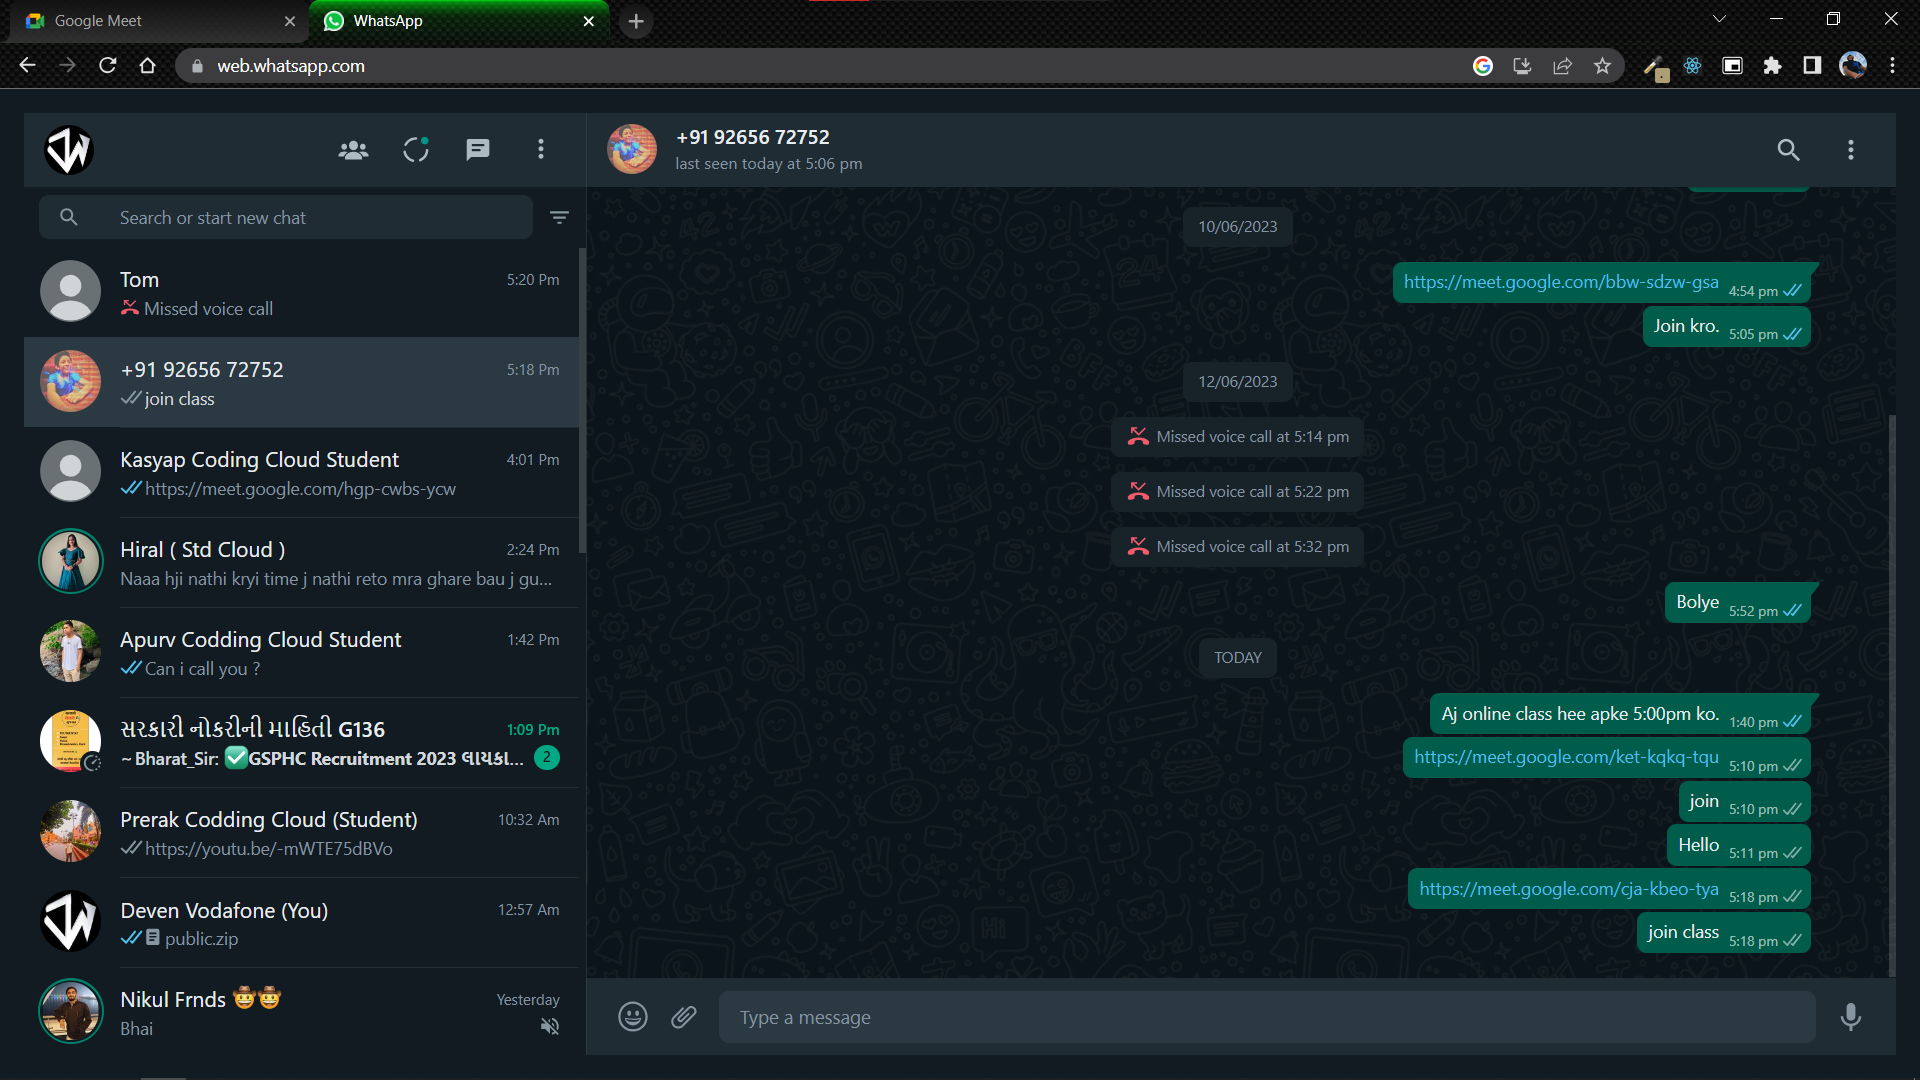 Google Meet
WhatsApp
web.whatsapp.com
+91 92656 72752
last seen today at 5:06 pm
Search or start new chat
Tom 5:20 Pm
Missed voice call
+91 92656 72752 5:18 Pm
join class
Kasyap Coding Cloud Student 4:01 Pm
https://meet.google.com/hgp-cwbs-ycw
Hiral ( Std Cloud ) 2:24 Pm
Naaa hji nathi kryi time j nathi reto mra ghare bau j gu...
Apurv Codding Cloud Student 1:42 Pm
Can i call you ?
સરકારી નોકરીની માહિતી G136 1:09 Pm
~ Bharat_Sir: ✅GSPHC Recruitment 2023 લાયકા... 2
Prerak Codding Cloud (Student) 10:32 Am
https://youtu.be/-mWTE75dBVo
Deven Vodafone (You) 12:57 Am
public.zip
Nikul Frnds 🤠🤠 Yesterday
Bhai
10/06/2023
https://meet.google.com/bbw-sdzw-gsa 4:54 pm
Join kro. 5:05 pm
12/06/2023
Missed voice call at 5:14 pm
Missed voice call at 5:22 pm
Missed voice call at 5:32 pm
Bolye 5:52 pm
TODAY
Aj online class hee apke 5:00pm ko. 1:40 pm
https://meet.google.com/ket-kqkq-tqu 5:10 pm
join 5:10 pm
Hello 5:11 pm
https://meet.google.com/cja-kbeo-tya 5:18 pm
join class 5:18 pm
Type a message